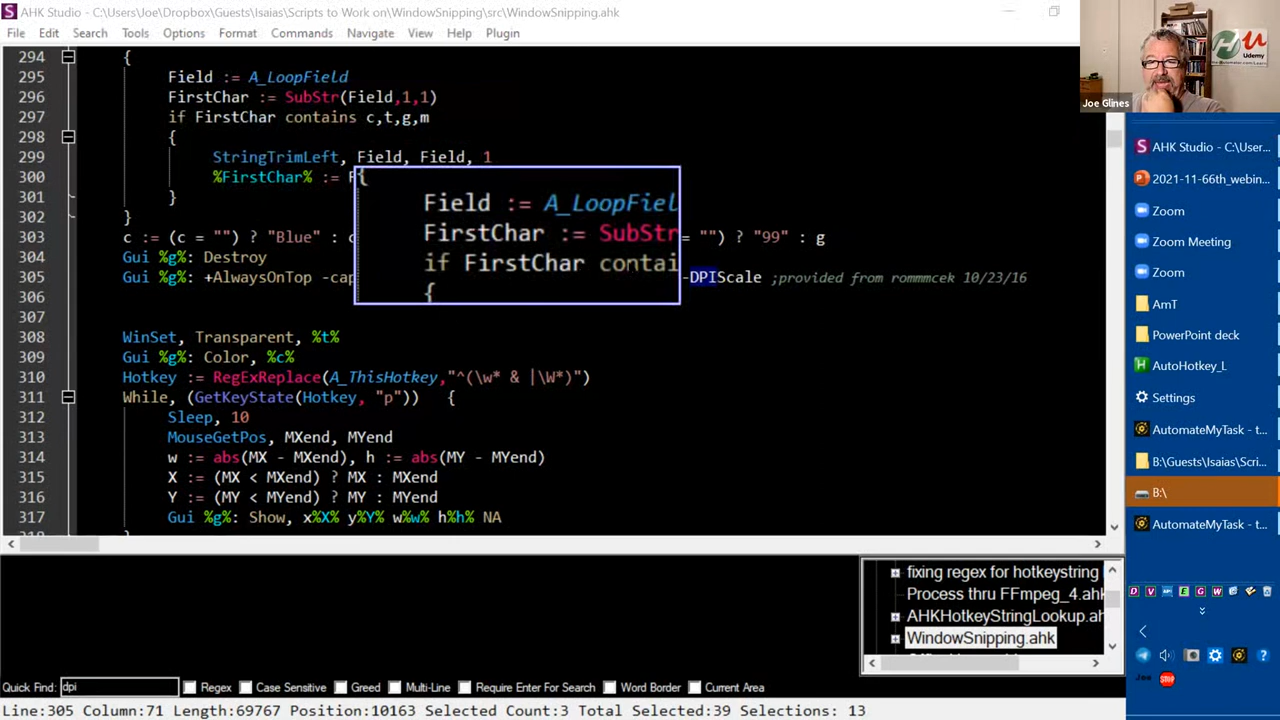 AHK Studio - C:\Users\Joe\Dropbox\Guests\Isaias\Scripts to Work on\WindowSnipping\src\WindowSnipping.ahk
File Edit Search Tools Options Format Commands Navigate View Help Plugin
294 {
295 Field := A_LoopField
296 FirstChar := SubStr(Field,1,1)
297 if FirstChar contains c,t,g,m
298 {
299 StringTrimLeft, Field, Field, 1
300 %FirstChar% := F
301 }
302 }
303 c := (c = "") ? "Blue" : c = "") ? "99" : g
304 Gui %g%: Destroy
305 Gui %g%: +AlwaysOnTop -cap -DPIScale ;provided from rommmcek 10/23/16
307
308 WinSet, Transparent, %t%
309 Gui %g%: Color, %c%
310 Hotkey := RegExReplace(A_ThisHotkey,"^(\w* & |\W*)")
311 While, (GetKeyState(Hotkey, "p")) {
312 Sleep, 10
313 MouseGetPos, MXend, MYend
314 w := abs(MX - MXend), h := abs(MY - MYend)
315 X := (MX < MXend) ? MX : MXend
316 Y := (MY < MYend) ? MY : MYend
317 Gui %g%: Show, x%X% y%Y% w%w% h%h% NA
{
Field := A_LoopFiel
FirstChar := SubStr
if FirstChar contai
{
fixing regex for hotkeystring
Process thru FFmpeg_4.ahk
AHKHotkeyStringLookup.ah
WindowSnipping.ahk
Quick Find: dpi Regex Case Sensitive Greed Multi-Line Require Enter For Search Word Border Current Area
Line:305 Column:71 Length:69767 Position:10163 Selected Count:3 Total Selected:39 Selections: 13
Udemy
Joe Glines
AHK Studio - C:\User...
2021-11-66th_webin...
Zoom
Zoom Meeting
Zoom
AmT
PowerPoint deck
AutoHotkey_L
Settings
AutomateMyTask - t...
B:\Guests\Isaias\Scri...
B:\
AutomateMyTask - t...
Joe
STOP